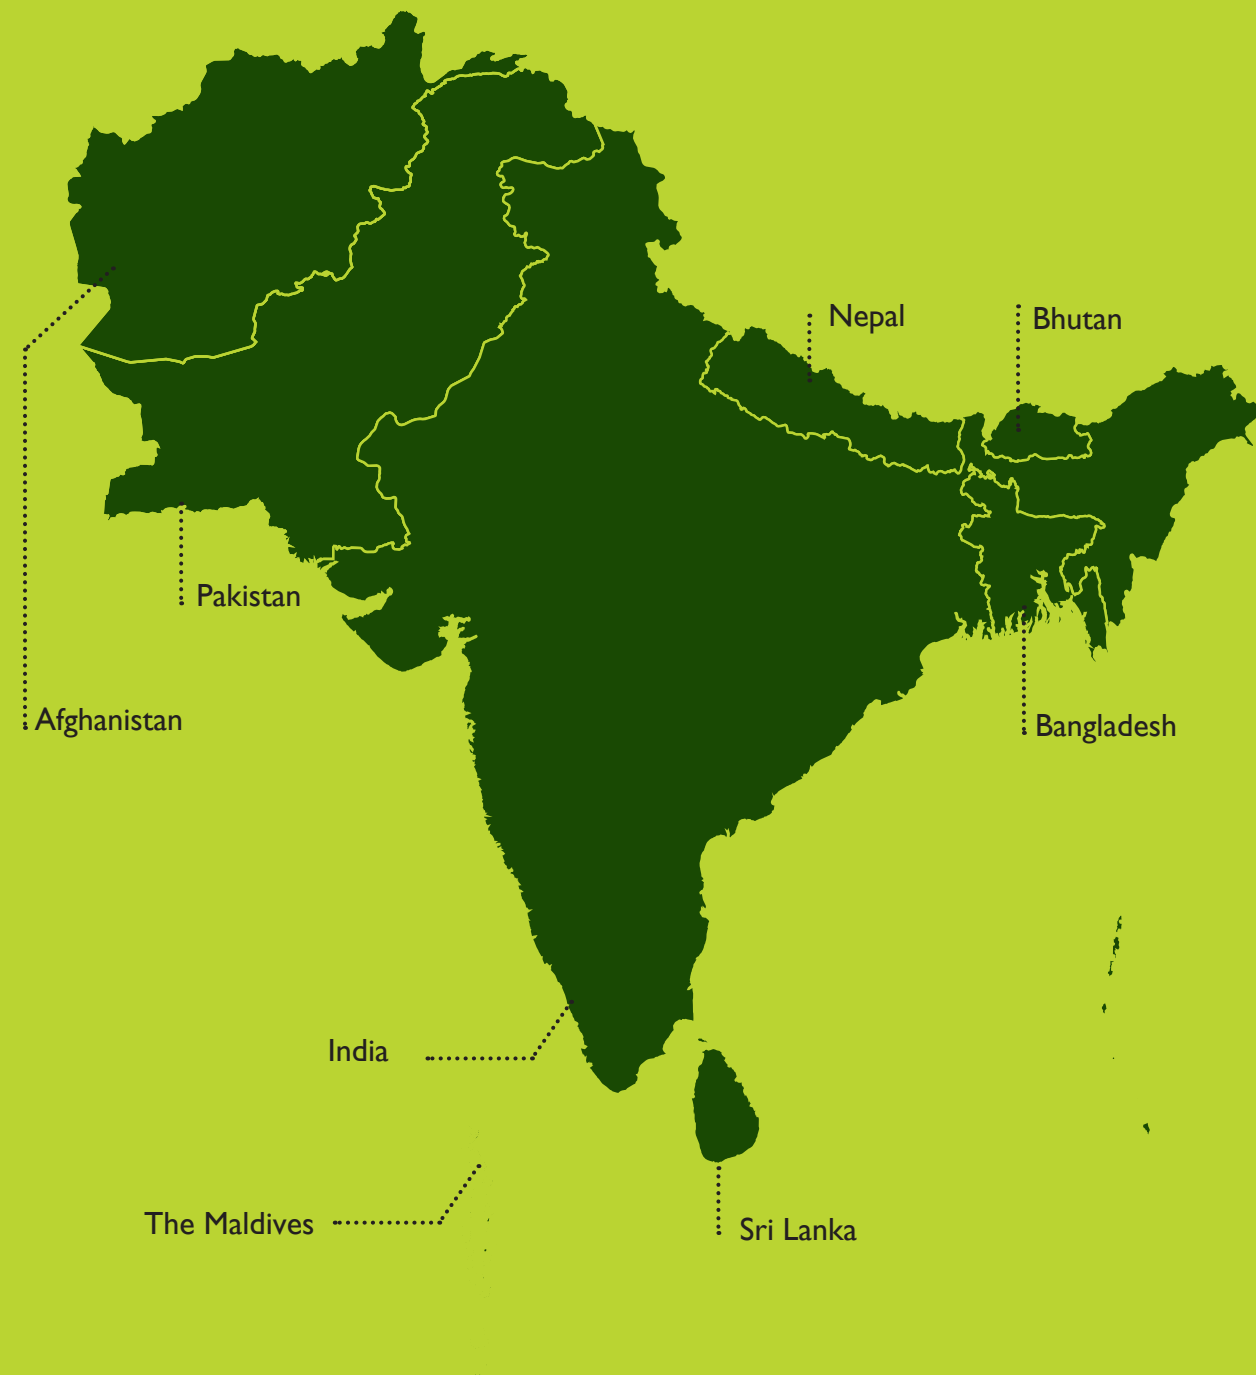 Nepal
Bhutan
Pakistan
Afghanistan
Bangladesh
India
The Maldives
Sri Lanka